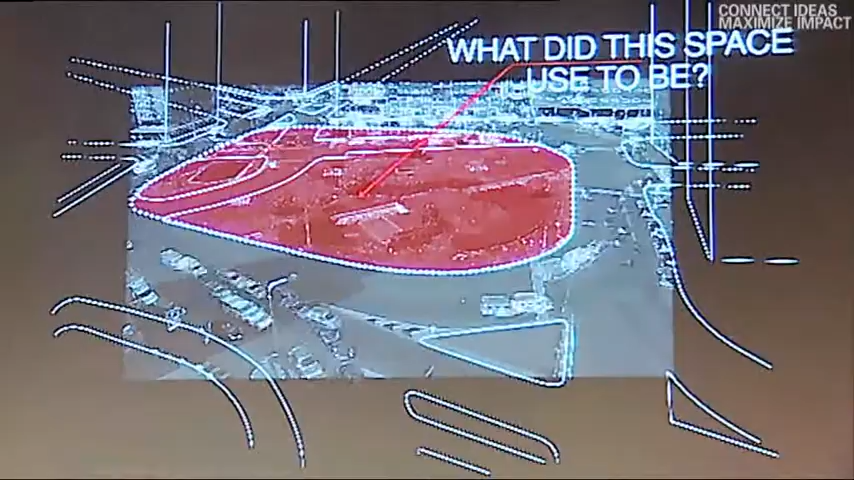 CONNECT IDEAS
MAXIMIZE IMPACT
WHAT DID THIS SPACE
USE TO BE?